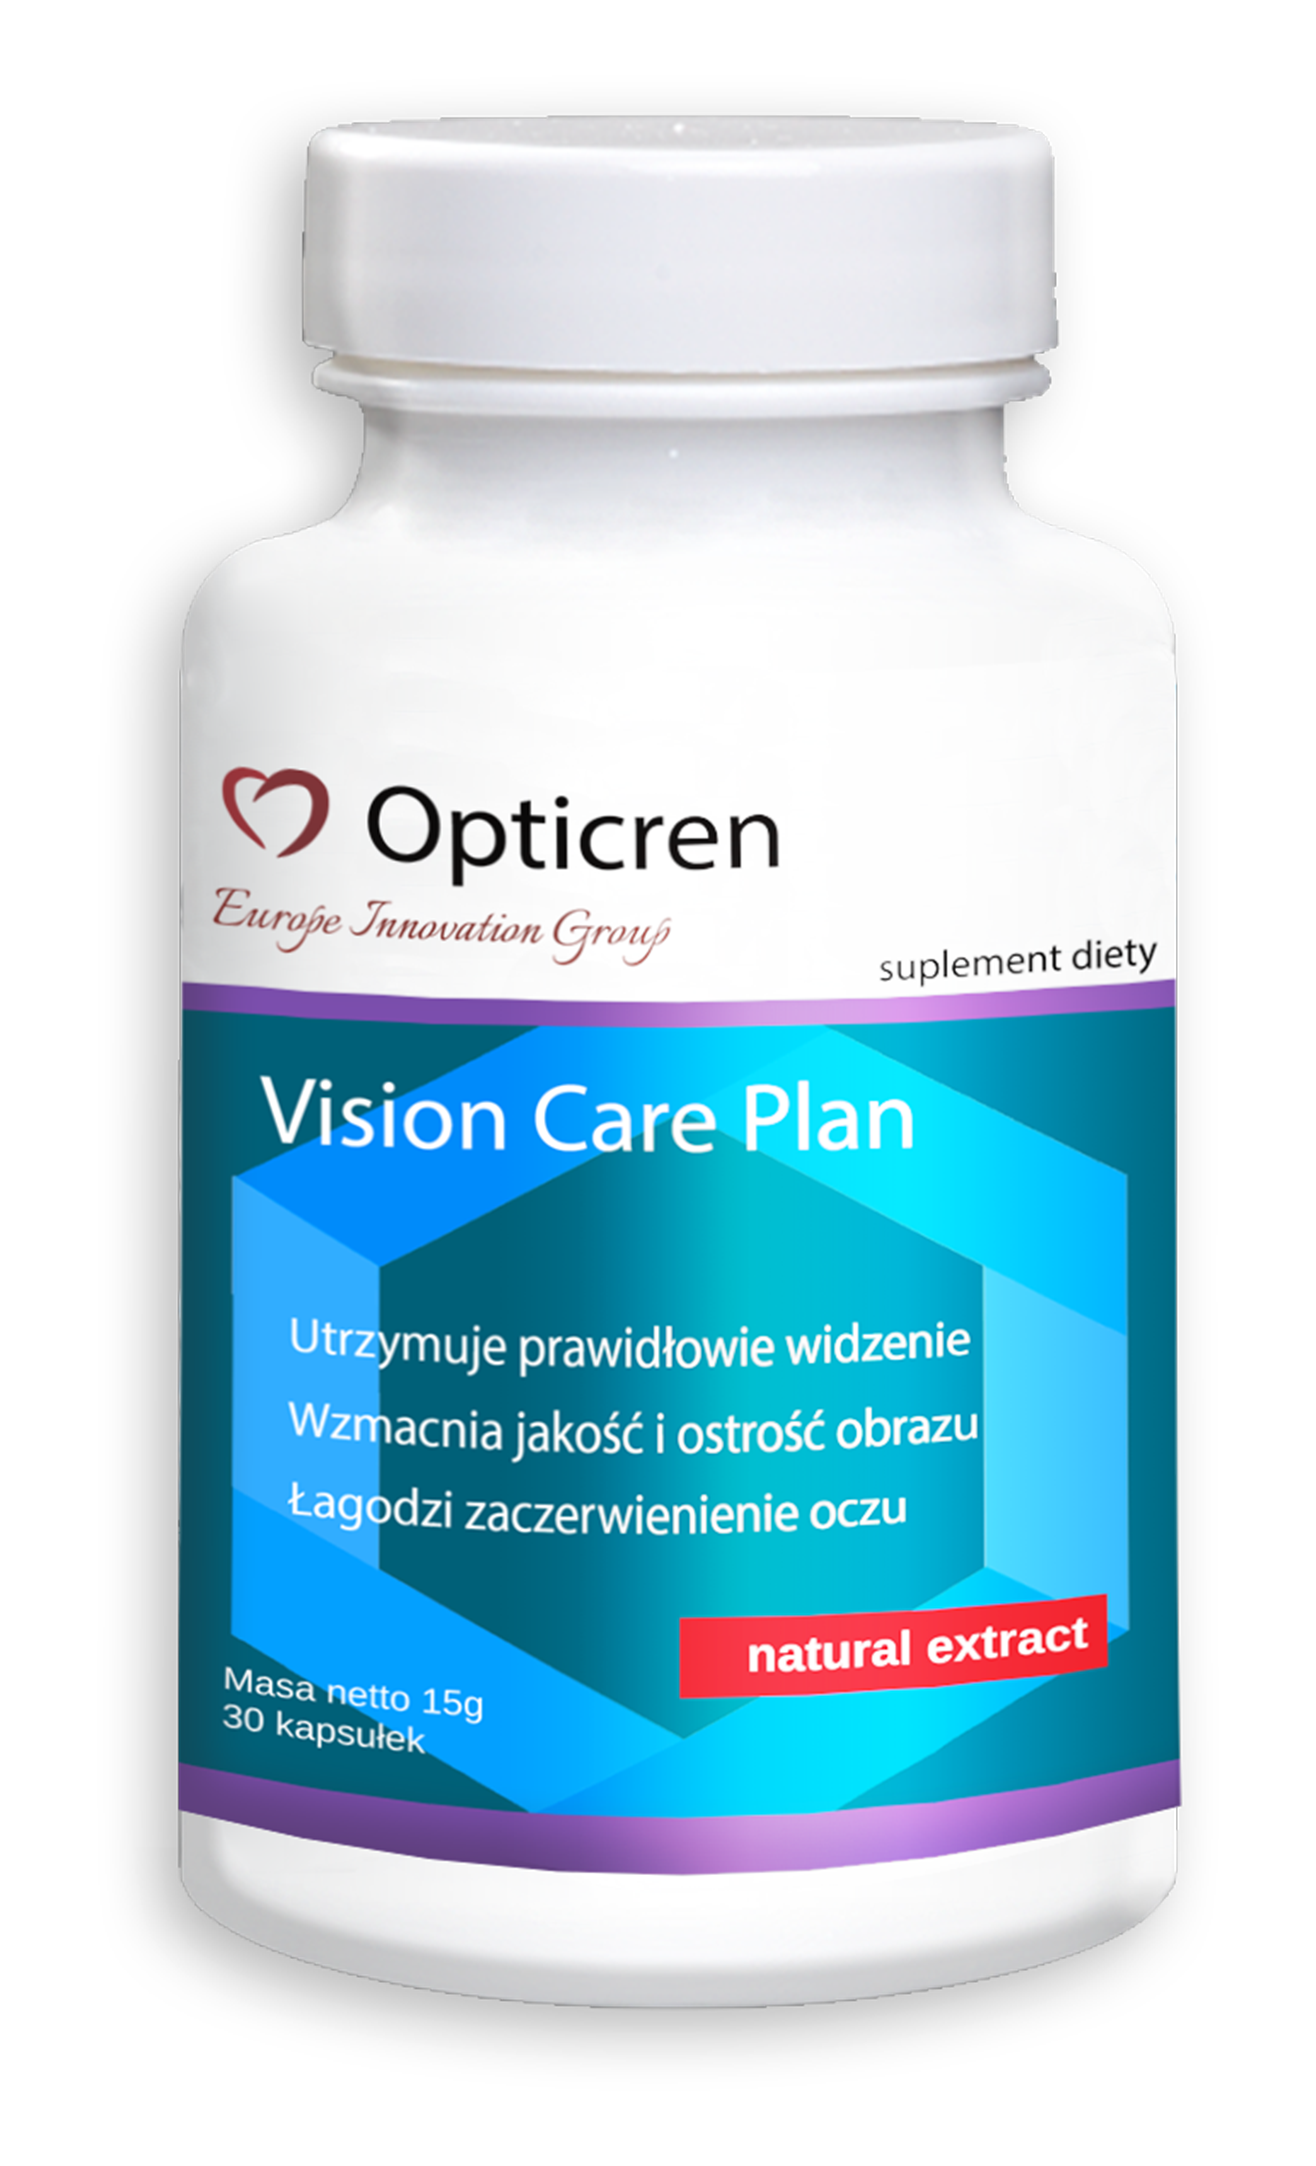 Opticren
Europe Innovation Group
suplement diety
Vision Care Plan
Utrzymuje prawidłowie widzenie
Wzmacnia jakość i ostrość obrazu
Łagodzi zaczerwienienie oczu
natural extract
Masa netto 15g
30 kapsułek